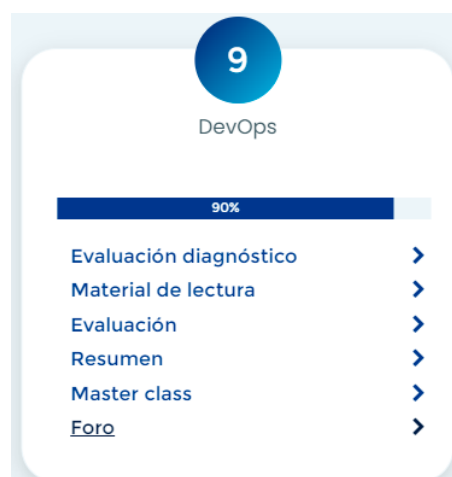 9
DevOps
90%
Evaluación diagnóstico
Material de lectura
Evaluación
Resumen
Master class
Foro